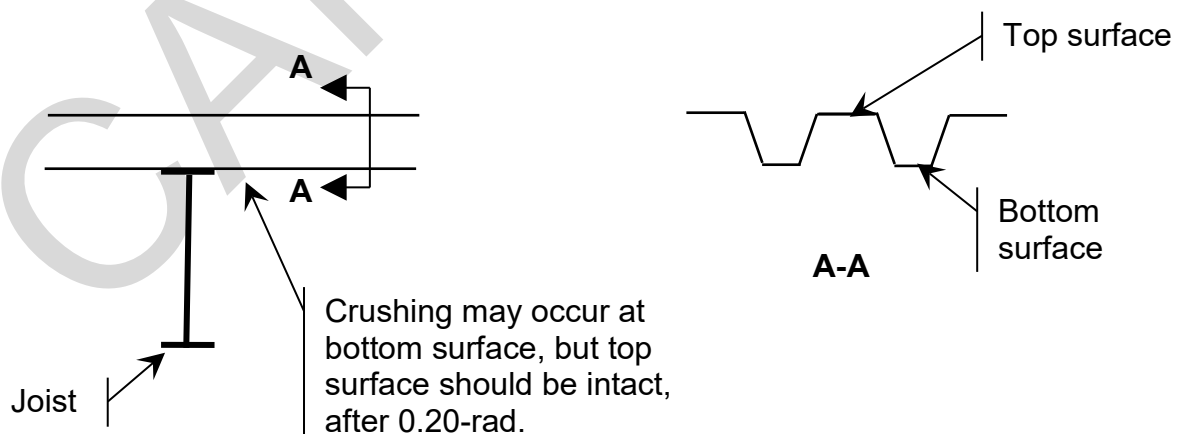 Top surface
A
A
Bottom
surface
A-A
Crushing may occur at
bottom surface, but top
surface should be intact,
after 0.20-rad.
Joist